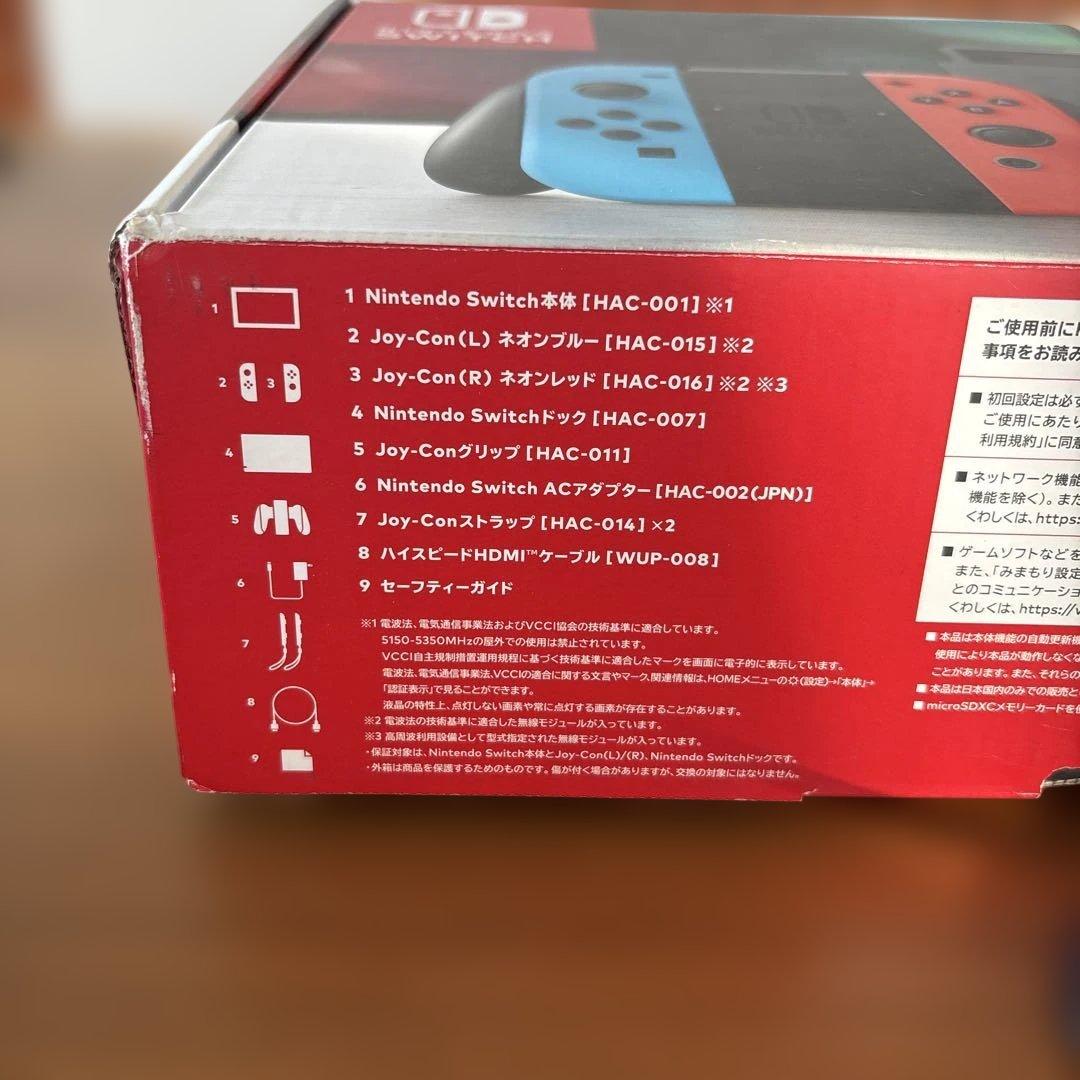 SWITCH
1 Nintendo Switch本体 [HAC-001] ※1
2 Joy-Con(L) ネオンブルー [HAC-015] ※2
3 Joy-Con(R) ネオンレッド [HAC-016] ※2 ※3
4 Nintendo Switchドック [HAC-007]
5 Joy-Conグリップ [HAC-011]
6 Nintendo Switch ACアダプター [HAC-002(JPN)]
7 Joy-Conストラップ [HAC-014] ×2
8 ハイスピードHDMI™ケーブル [WUP-008]
9 セーフティーガイド
1
2
3
4
5
6
7
8
9
※1 電波法、電気通信事業法およびVCCI協会の技術基準に適合しています。
5150-5350MHzの屋外での使用は禁止されています。
VCCI自主規制措置運用規程に基づく技術基準に適合したマークを画面に電子的に表示しています。
電波法、電気通信事業法、VCCIの適合に関する文言やマーク、関連情報は、HOMEメニューの(設定)→「本体」→
「認証表示」で見ることができます。
液晶の特性上、点灯しない画素や常に点灯する画素が存在することがあります。
※2 電波法の技術基準に適合した無線モジュールが入っています。
※3 高周波利用設備として型式指定された無線モジュールが入っています。
・保証対象は、Nintendo Switch本体とJoy-Con(L)/(R)、Nintendo Switchドックです。
・外箱は商品を保護するためのものです。傷が付く場合がありますが、交換の対象にはなりません。
ご使用前に
事項をお読み
■ 初回設定は必ず
ご使用にあたり
利用規約」に同意
■ ネットワーク機能
機能を除く)。また
くわしくは、https:
■ ゲームソフトなどを
また、「みまもり設定
とのコミュニケーショ
くわしくは、https://
■ 本品は本体機能の自動更新機
使用により本品が動作しなくな
ことがあります。また、それらの
■ 本品は日本国内のみでの販売と
■ microSDXCメモリーカードを使